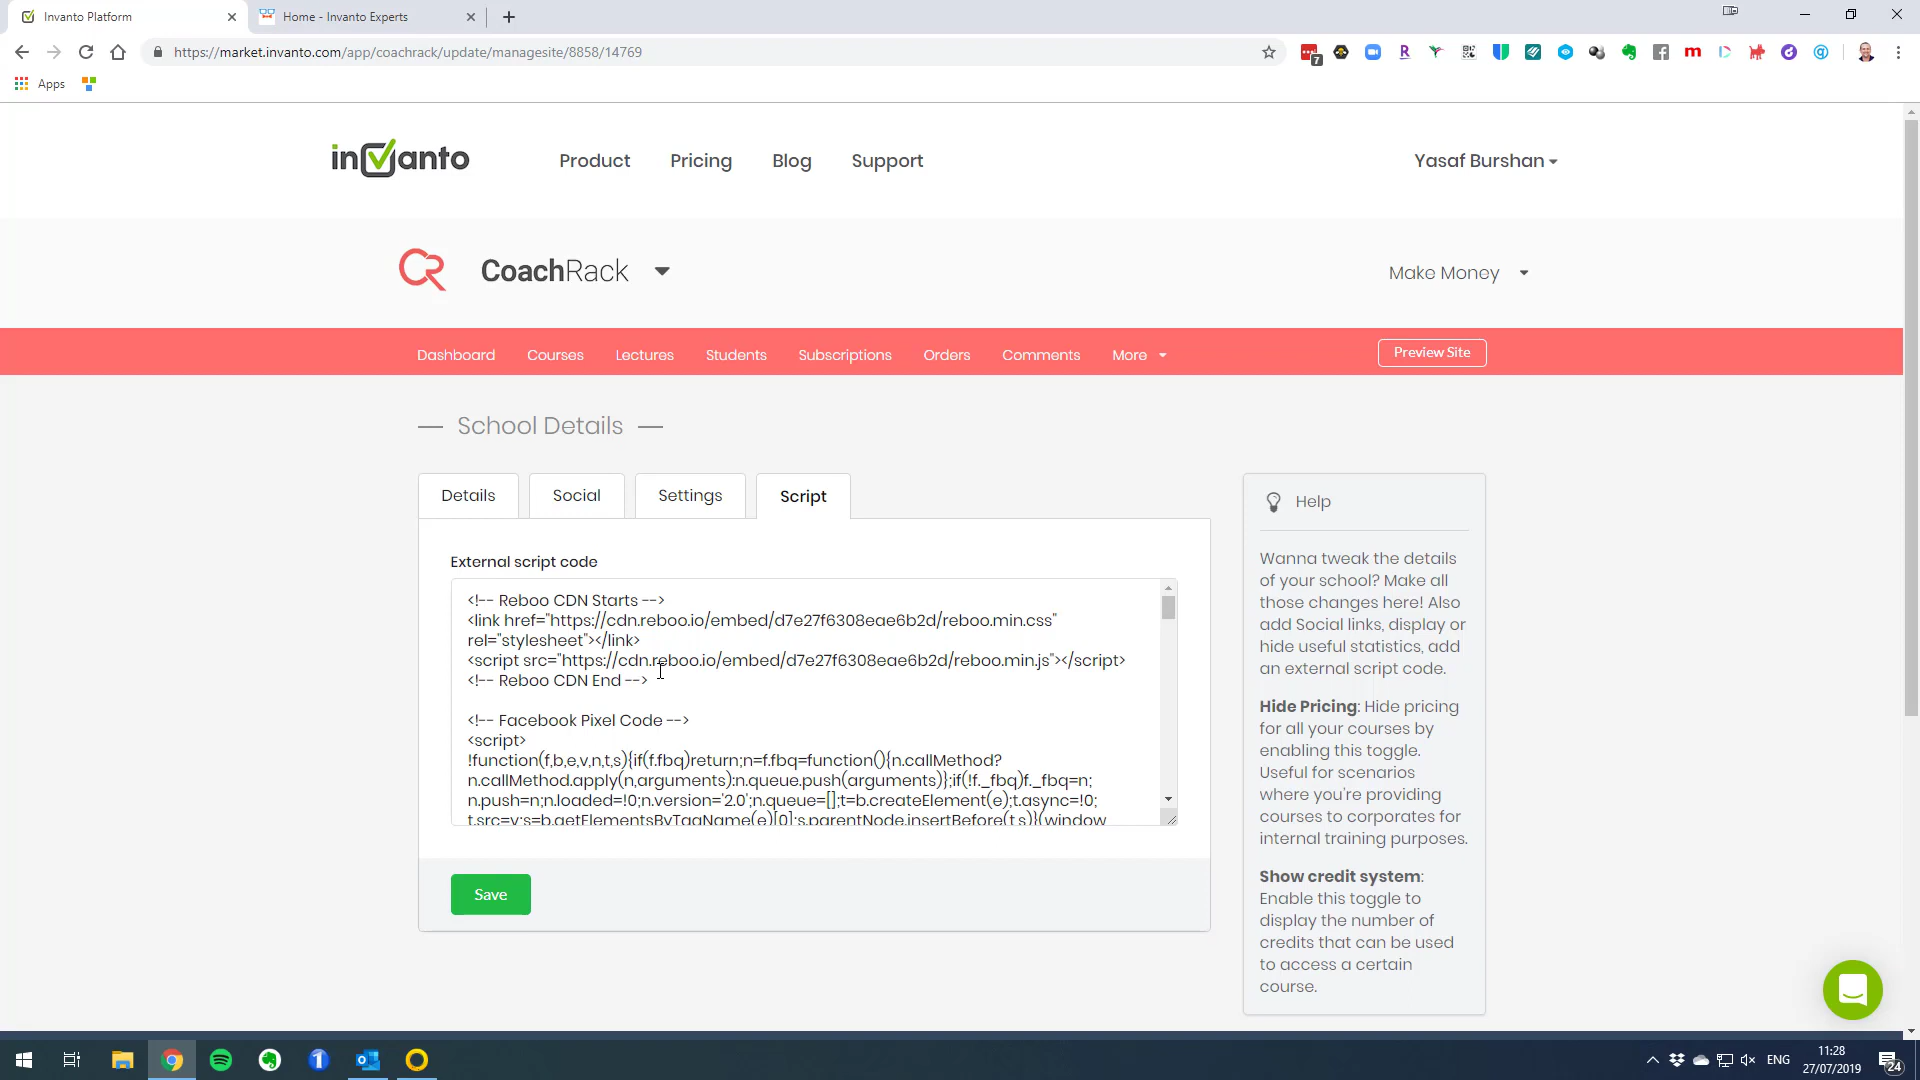 Invanto Platform
Home - Invanto Experts
https://market.invanto.com/app/coachrack/update/managesite/8858/14769
7
Apps
invanto
Product
Pricing
Blog
Support
Yasaf Burshan
CR
CoachRack
Make Money
Dashboard
Courses
Lectures
Students
Subscriptions
Orders
Comments
More
Preview Site
School Details
Details
Social
Settings
Script
External script code
<!-- Reboo CDN Starts -->
<link href="https://cdn.reboo.io/embed/d7e27f6308eae6b2d/reboo.min.css"
rel="stylesheet"></link>
<script src="https://cdn.reboo.io/embed/d7e27f6308eae6b2d/reboo.min.js"></script>
<!-- Reboo CDN End -->
<!-- Facebook Pixel Code -->
<script>
!function(f,b,e,v,n,t,s){if(f.fbq)return;n=f.fbq=function(){n.callMethod?
n.callMethod.apply(n,arguments):n.queue.push(arguments)};if(!f._fbq)f._fbq=n;
n.push=n;n.loaded=!0;n.version='2.0';n.queue=[];t=b.createElement(e);t.async=!0;
t.src=v;s=b.getElementsByTagName(e)[0];s.parentNode.insertBefore(t,s)}(window
Save
Help
Wanna tweak the details
of your school? Make all
those changes here! Also
add Social links, display or
hide useful statistics, add
an external script code.
Hide Pricing: Hide pricing
for all your courses by
enabling this toggle.
Useful for scenarios
where you're providing
courses to corporates for
internal training purposes.
Show credit system:
Enable this toggle to
display the number of
credits that can be used
to access a certain
course.
ENG
11:28
27/07/2019
24